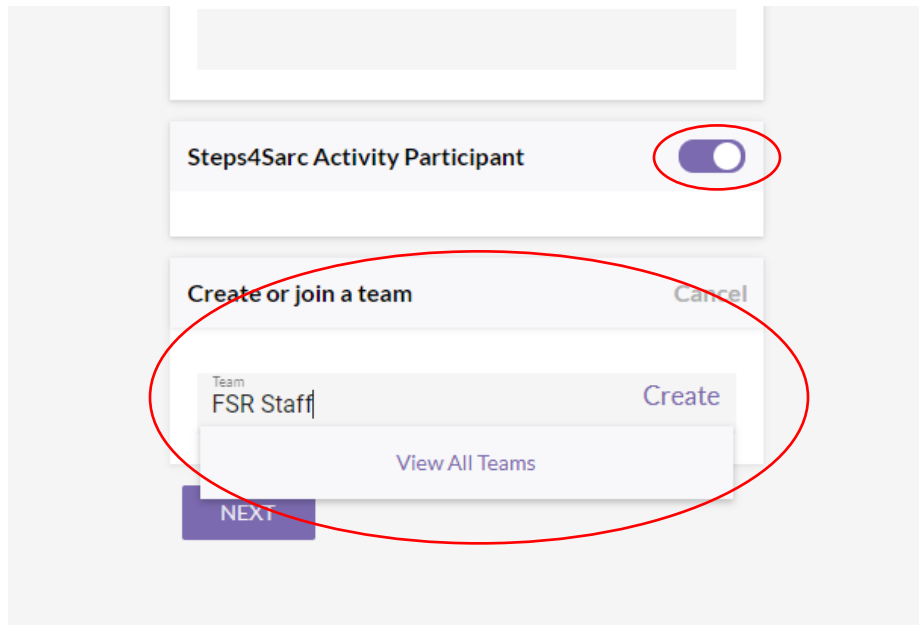 Steps4Sarc Activity Participant
Create or join a team
Cancel
Team
FSR Staff
Create
View All Teams
NEXT